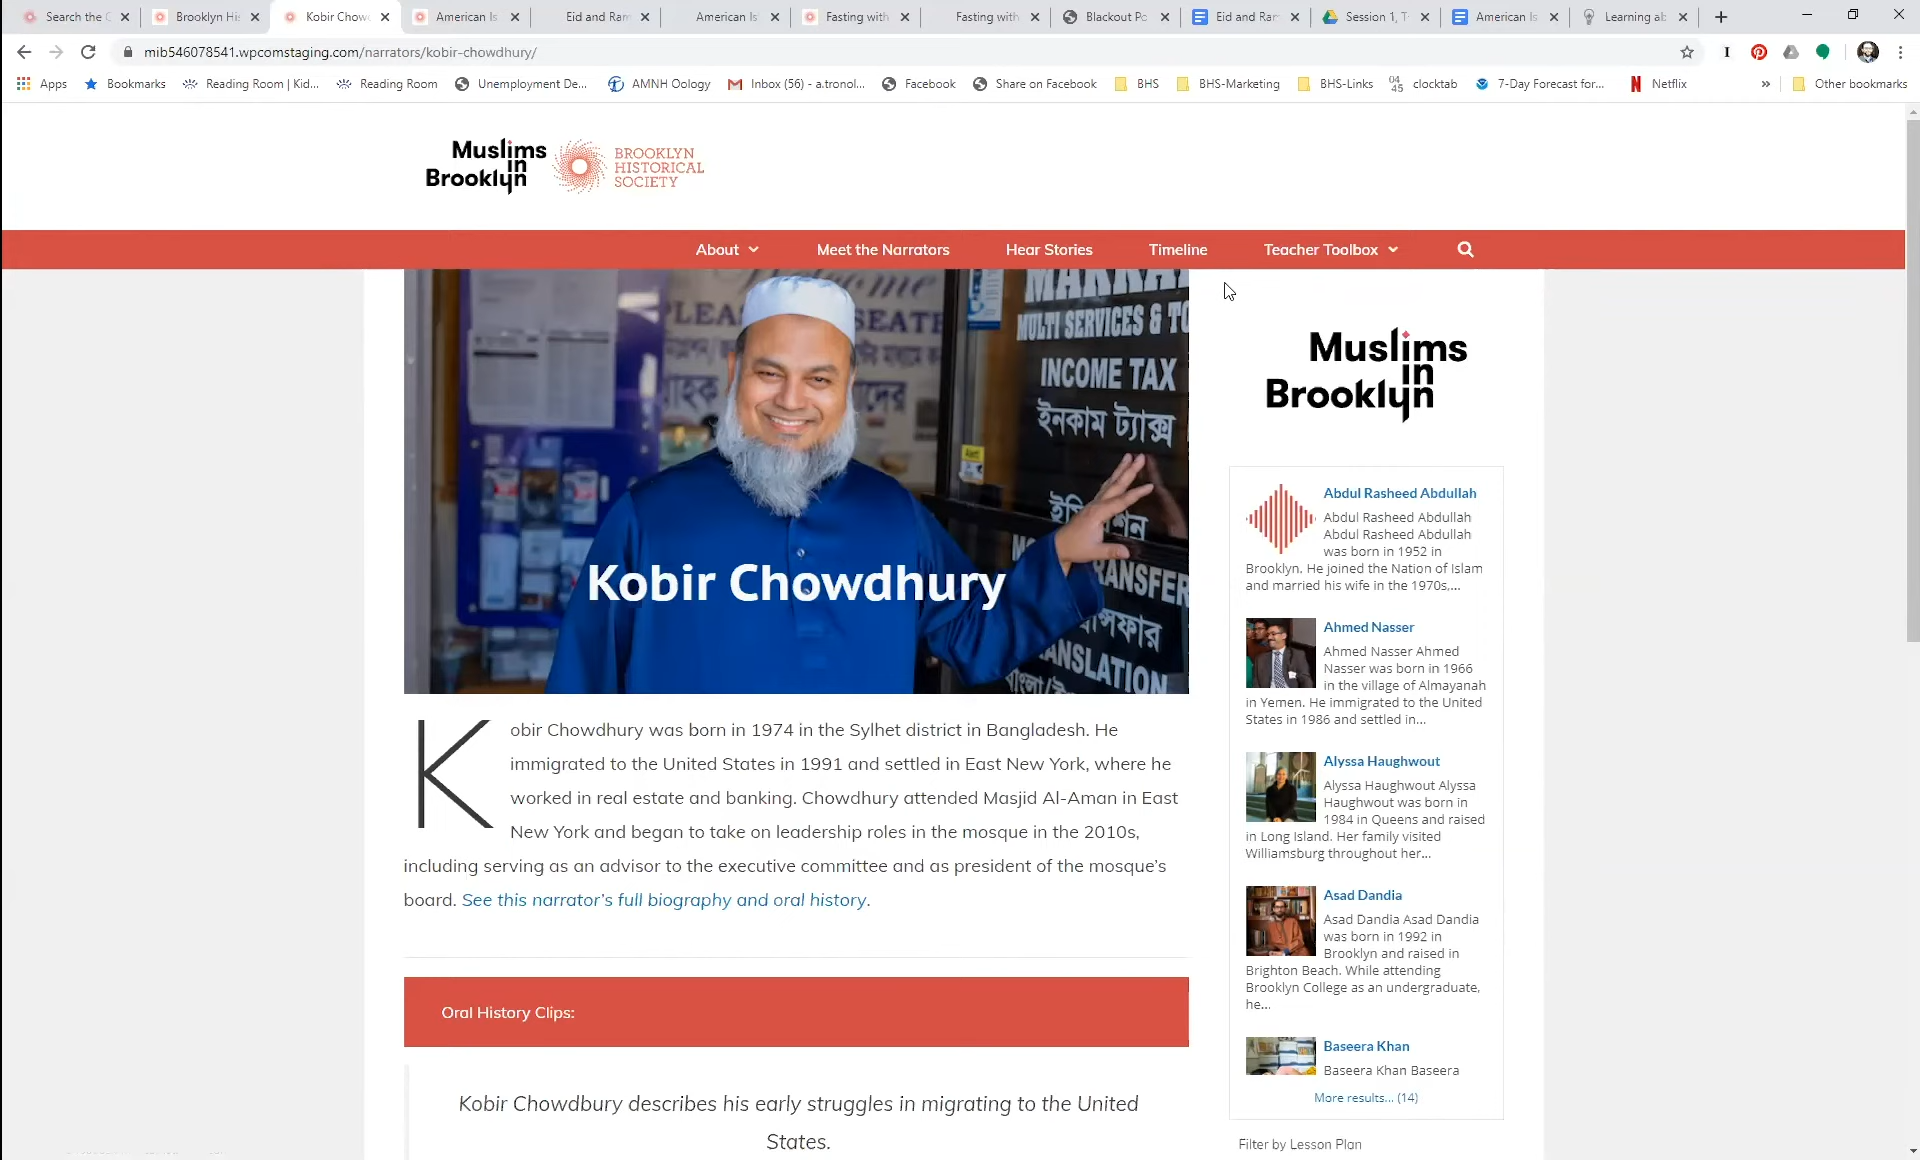 Search the C
Brooklyn His
Kobir Chow
American Is
Eid and Ram
American Is
Fasting with
Fasting with
Blackout Po
Eid and Ram
Session 1, T
American Is
Learning ab
mib546078541.wpcomstaging.com/narrators/kobir-chowdhury/
Apps
Bookmarks
Reading Room | Kid...
Reading Room
Unemployment De...
AMNH Oology
Inbox (56) - a.tronol...
Facebook
Share on Facebook
BHS
BHS-Marketing
BHS-Links
04 45 clocktab
7-Day Forecast for...
N Netflix
»
Other bookmarks
Muslims
in
Brooklyn
BROOKLYN
HISTORICAL
SOCIETY
About
Meet the Narrators
Hear Stories
Timeline
Teacher Toolbox
PLEA
SEATE
MULTI SERVICES & TO
INCOME TAX
ইনকাম ট্যাক্স
RANSFER
ANSLATION
Kobir Chowdhury
Kobir Chowdhury was born in 1974 in the Sylhet district in Bangladesh. He
immigrated to the United States in 1991 and settled in East New York, where he
worked in real estate and banking. Chowdhury attended Masjid Al-Aman in East
New York and began to take on leadership roles in the mosque in the 2010s,
including serving as an advisor to the executive committee and as president of the mosque's
board. See this narrator's full biography and oral history.
Oral History Clips:
Kobir Chowdbury describes his early struggles in migrating to the United
States.
Muslims
in
Brooklyn
Abdul Rasheed Abdullah
Abdul Rasheed Abdullah
Abdul Rasheed Abdullah
was born in 1952 in
Brooklyn. He joined the Nation of Islam
and married his wife in the 1970s,...
Ahmed Nasser
Ahmed Nasser Ahmed
Nasser was born in 1966
in the village of Almayanah
in Yemen. He immigrated to the United
States in 1986 and settled in...
Alyssa Haughwout
Alyssa Haughwout Alyssa
Haughwout was born in
1984 in Queens and raised
in Long Island. Her family visited
Williamsburg throughout her...
Asad Dandia
Asad Dandia Asad Dandia
was born in 1992 in
Brooklyn and raised in
Brighton Beach. While attending
Brooklyn College as an undergraduate,
he...
Baseera Khan
Baseera Khan Baseera
More results... (14)
Filter by Lesson Plan